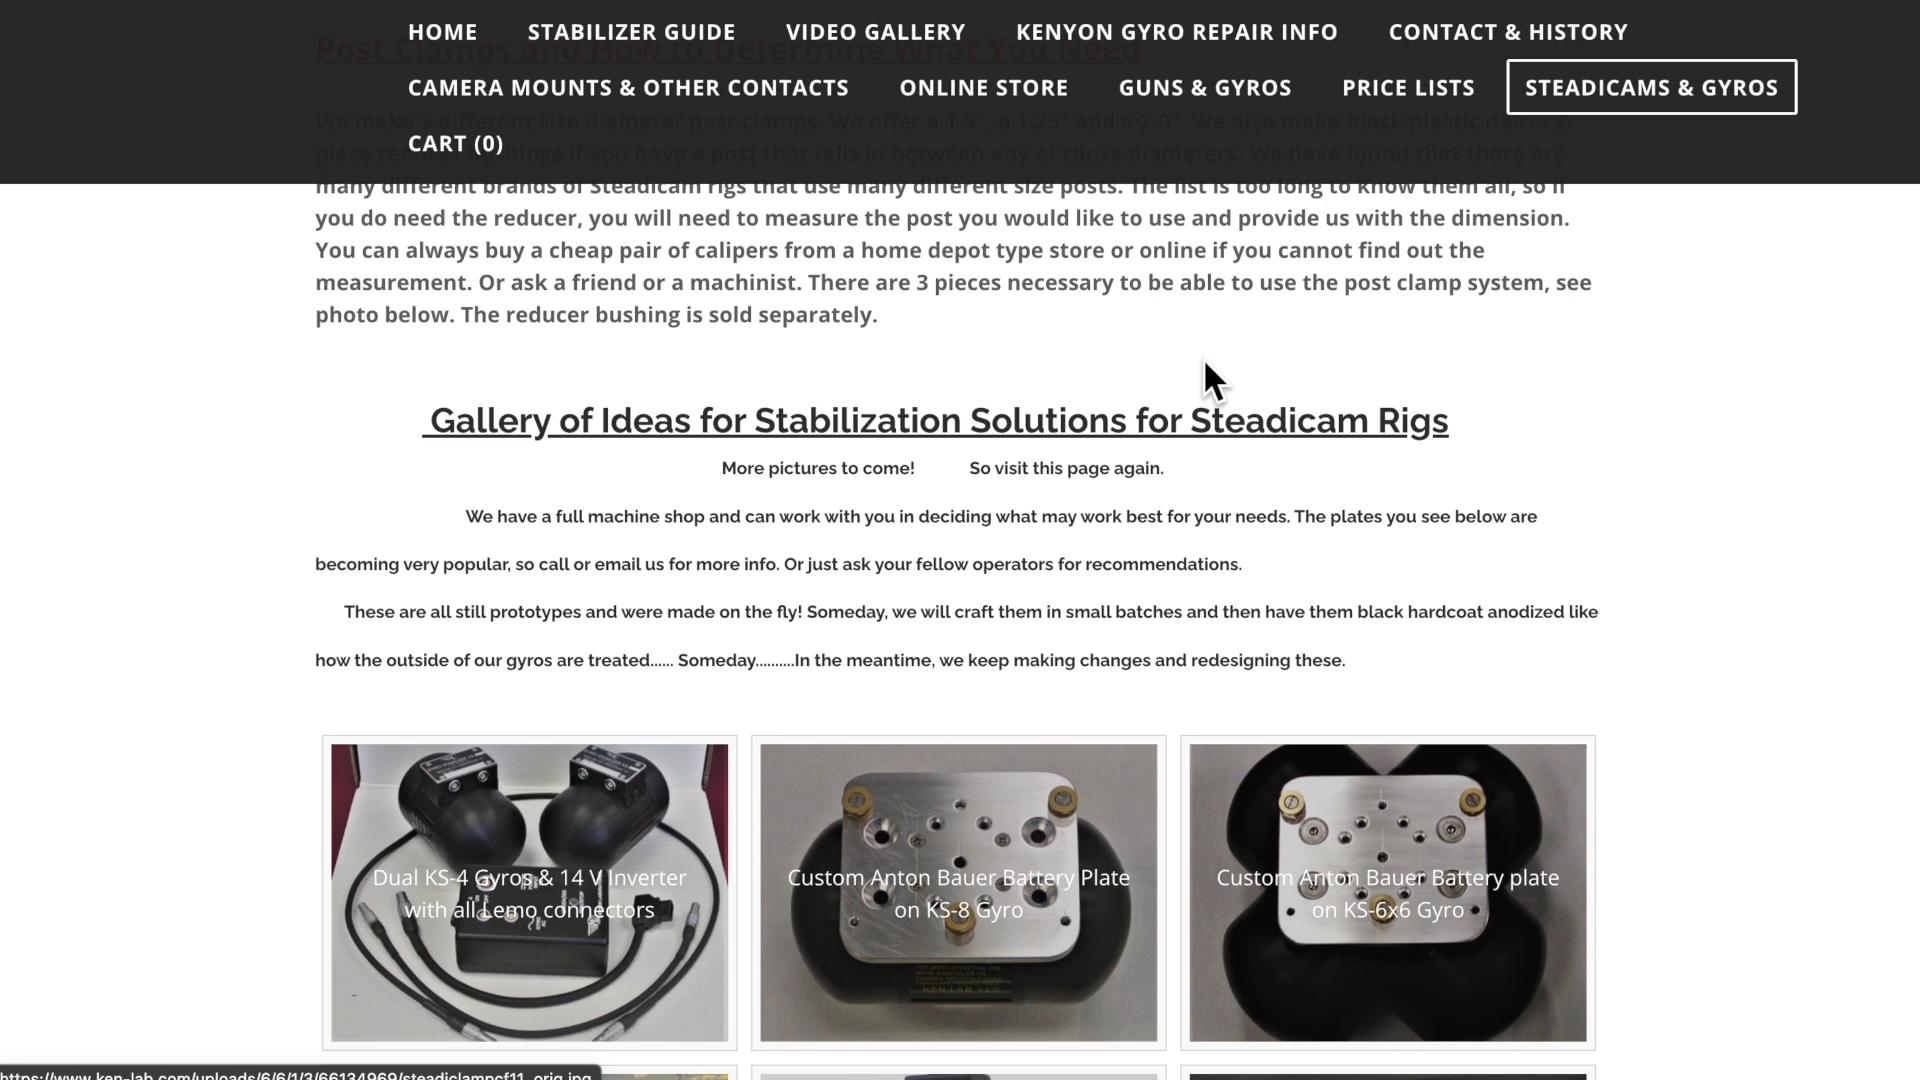 HOME STABILIZER GUIDE VIDEO GALLERY KENYON GYRO REPAIR INFO CONTACT & HISTORY
Post Clamps and How to Determine What You Need
CAMERA MOUNTS & OTHER CONTACTS ONLINE STORE GUNS & GYROS PRICE LISTS STEADICAMS & GYROS
We make 3 different size diameter post clamps. We offer a 1.5", a 1.75" and a 2.0". We also make black plastic delrin 2-
CART (0)
piece reducer bushings if you have a post that falls in between any of those diameters. We have found that there are
many different brands of Steadicam rigs that use many different size posts. The list is too long to know them all, so if
you do need the reducer, you will need to measure the post you would like to use and provide us with the dimension.
You can always buy a cheap pair of calipers from a home depot type store or online if you cannot find out the
measurement. Or ask a friend or a machinist. There are 3 pieces necessary to be able to use the post clamp system, see
photo below. The reducer bushing is sold separately.
Gallery of Ideas for Stabilization Solutions for Steadicam Rigs
More pictures to come! So visit this page again.
We have a full machine shop and can work with you in deciding what may work best for your needs. The plates you see below are
becoming very popular, so call or email us for more info. Or just ask your fellow operators for recommendations.
These are all still prototypes and were made on the fly! Someday, we will craft them in small batches and then have them black hardcoat anodized like
how the outside of our gyros are treated...... Someday..........In the meantime, we keep making changes and redesigning these.
Dual KS-4 Gyros & 14 V Inverter
with all Lemo connectors
Custom Anton Bauer Battery Plate
on KS-8 Gyro
KEN-LAB, LLC
Custom Anton Bauer Battery plate
on KS-6x6 Gyro
https://www.ken-lab.com/uploads/6/6/1/3/66134969/steadiclampcf11_orig.jpg